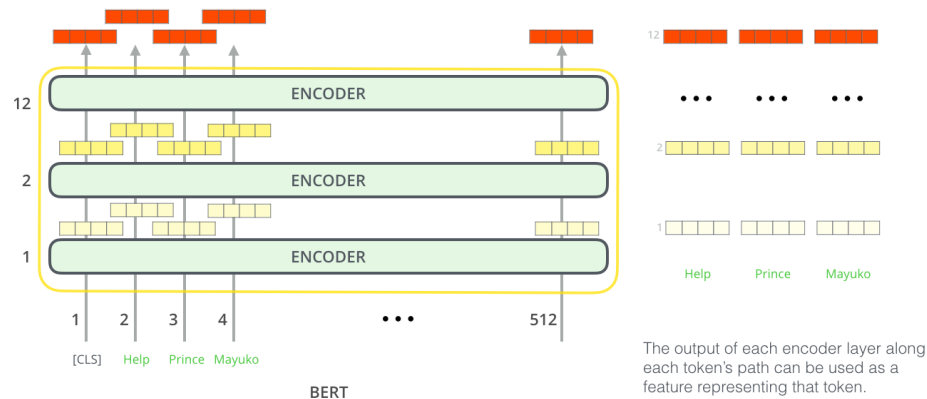 12
ENCODER
2
ENCODER
1
ENCODER
1 2 3 4 ••• 512
[CLS] Help Prince Mayuko
BERT
12
•••
•••
•••
2
1
Help Prince Mayuko
The output of each encoder layer along
each token's path can be used as a
feature representing that token.